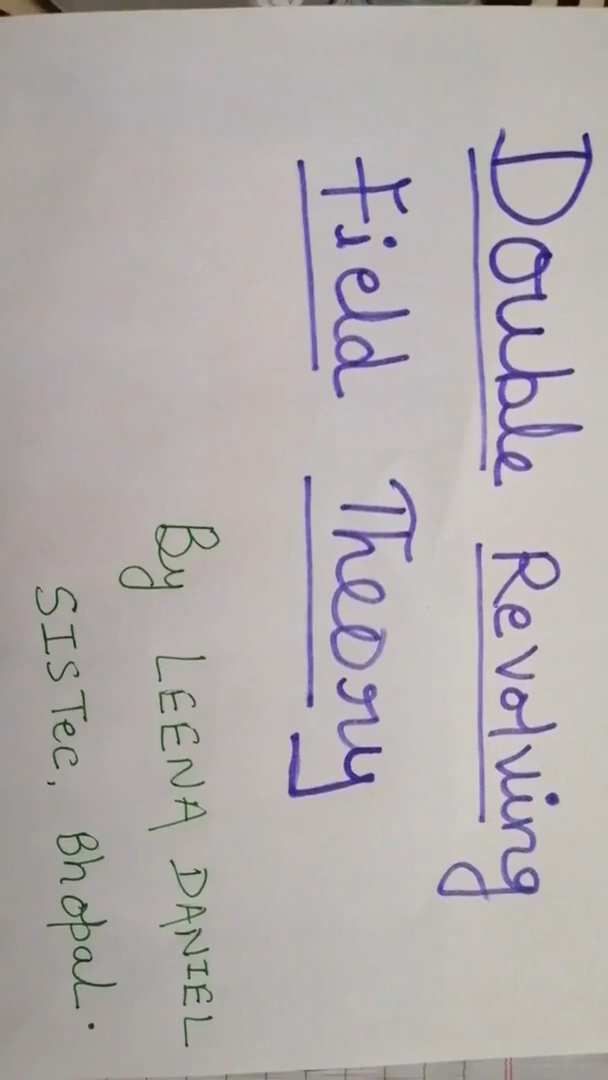 Double Revolving
Field Theory
By LEENA DANIEL
SISTec, Bhopal.